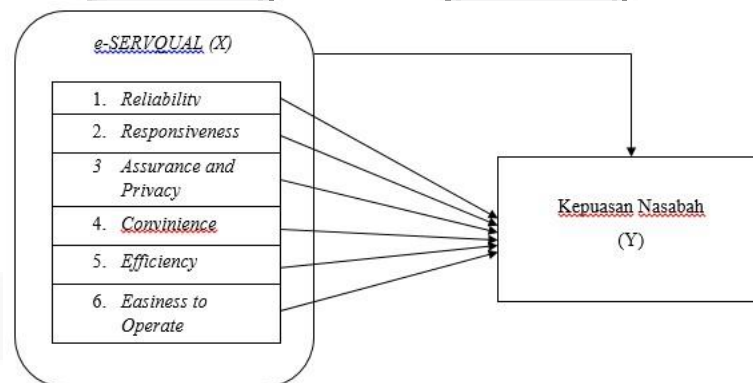 e-SERVQUAL (X)
1. Reliability
2. Responsiveness
3 Assurance and
Privacy
4. Convinience
5. Efficiency
6. Easiness to
Operate
Kepuasan Nasabah
(Y)